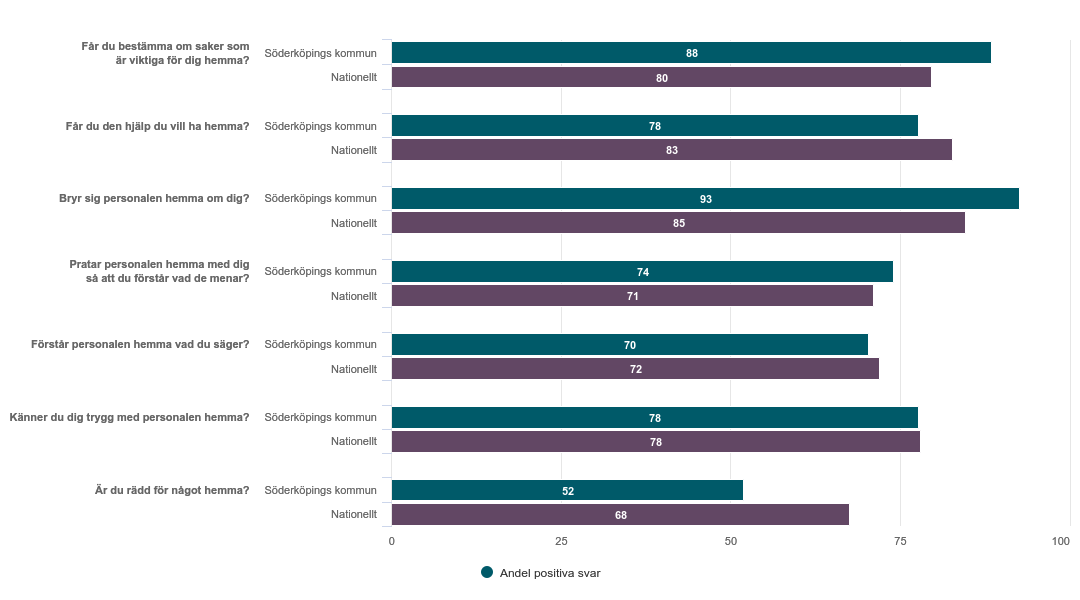 Får du bestämma om saker som
är viktiga för dig hemma?
Söderköpings kommun
88
Nationellt
80
Får du den hjälp du vill ha hemma?
Söderköpings kommun
78
Nationellt
83
Bryr sig personalen hemma om dig?
Söderköpings kommun
93
Nationellt
85
Pratar personalen hemma med dig
så att du förstår vad de menar?
Söderköpings kommun
74
Nationellt
71
Förstår personalen hemma vad du säger?
Söderköpings kommun
70
Nationellt
72
Känner du dig trygg med personalen hemma?
Söderköpings kommun
78
Nationellt
78
Är du rädd för något hemma?
Söderköpings kommun
52
Nationellt
68
0 25 50 75 100
Andel positiva svar